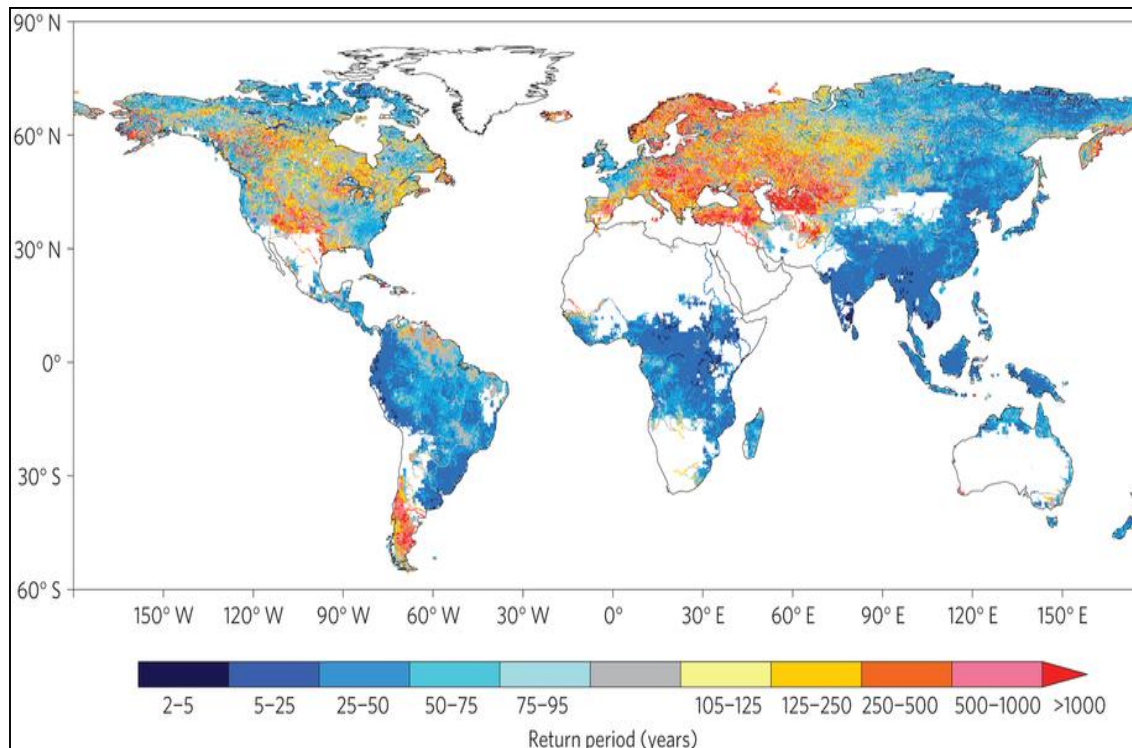 90° N
60° N
30° N
0°
30° S
60° S
150° W 120° W 90° W 60° W 30° W 0° 30° E 60° E 90° E 120° E 150° E
2–5 5–25 25–50 50–75 75–95 105–125 125–250 250–500 500–1000 >1000
Return period (years)